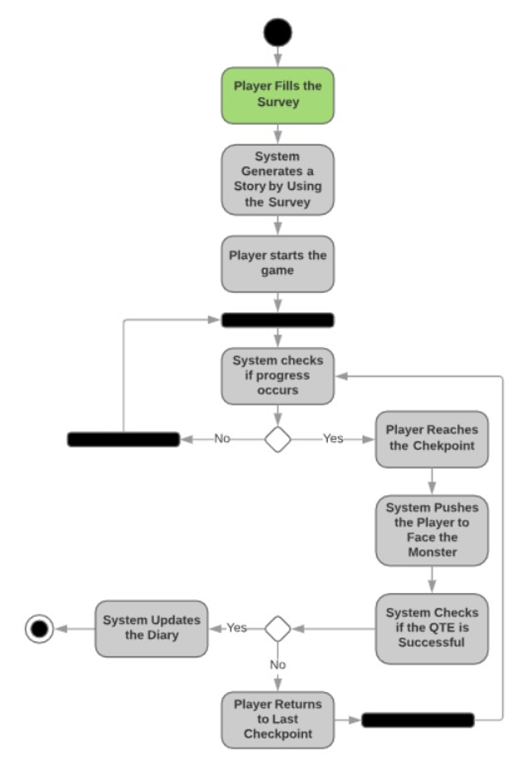 Player Fills the
Survey
System
Generates a
Story by Using
the Survey
Player starts the
game
System checks
if progress
occurs
No
Yes
Player Reaches
the Chekpoint
System Pushes
the Player to
Face the
Monster
System Checks
if the QTE is
Successful
Yes
System Updates
the Diary
No
Player Returns
to Last
Checkpoint